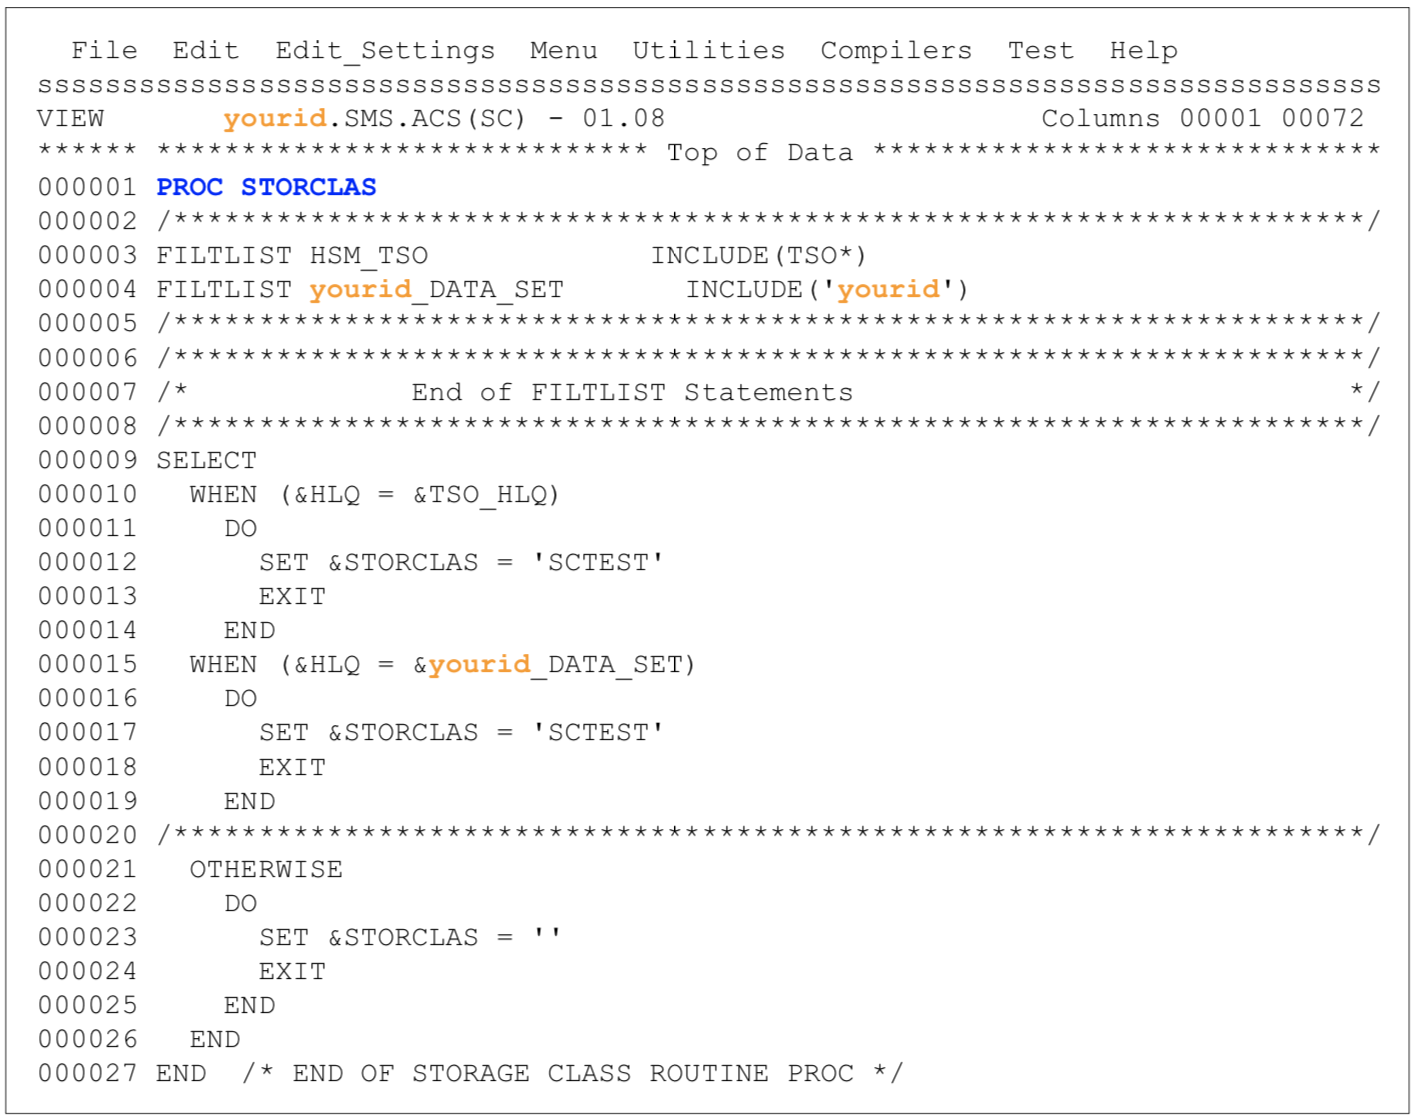 File  Edit  Edit_Settings  Menu  Utilities  Compilers  Test  Help
ssssssssssssssssssssssssssssssssssssssssssssssssssssssssssssssssssssssssssssssss
VIEW       yourid.SMS.ACS(SC) - 01.08                      Columns 00001 00072
****** ***************************** Top of Data ******************************
000001 PROC STORCLAS
000002 /**********************************************************************/
000003 FILTLIST HSM_TSO             INCLUDE(TSO*)
000004 FILTLIST yourid_DATA_SET       INCLUDE('yourid')
000005 /**********************************************************************/
000006 /**********************************************************************/
000007 /*             End of FILTLIST Statements                             */
000008 /**********************************************************************/
000009 SELECT
000010   WHEN (&HLQ = &TSO_HLQ)
000011     DO
000012       SET &STORCLAS = 'SCTEST'
000013       EXIT
000014     END
000015   WHEN (&HLQ = &yourid_DATA_SET)
000016     DO
000017       SET &STORCLAS = 'SCTEST'
000018       EXIT
000019     END
000020 /**********************************************************************/
000021   OTHERWISE
000022     DO
000023       SET &STORCLAS = ''
000024       EXIT
000025     END
000026   END
000027 END  /* END OF STORAGE CLASS ROUTINE PROC */